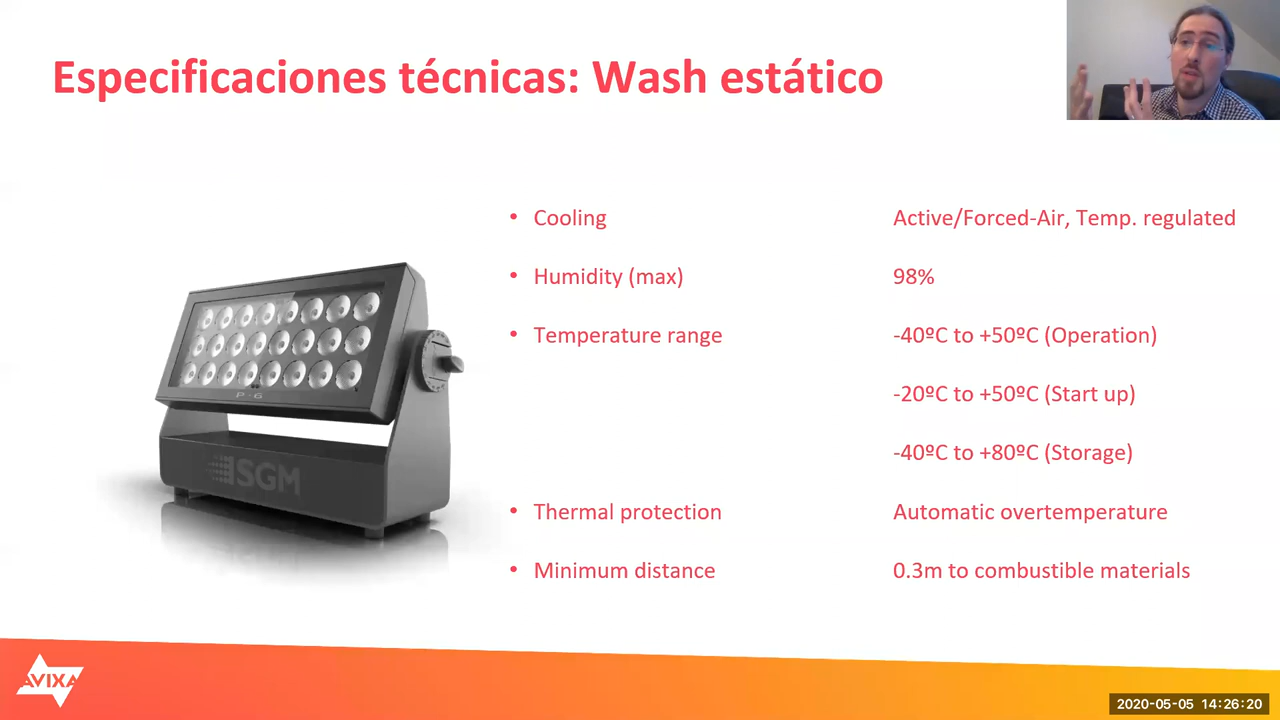 Especificaciones técnicas: Wash estático
• Cooling Active/Forced-Air, Temp. regulated
• Humidity (max) 98%
• Temperature range -40ºC to +50ºC (Operation)
-20ºC to +50ºC (Start up)
-40ºC to +80ºC (Storage)
• Thermal protection Automatic overtemperature
• Minimum distance 0.3m to combustible materials
P-6
SGM
AVIXA
2020-05-05 14:26:20